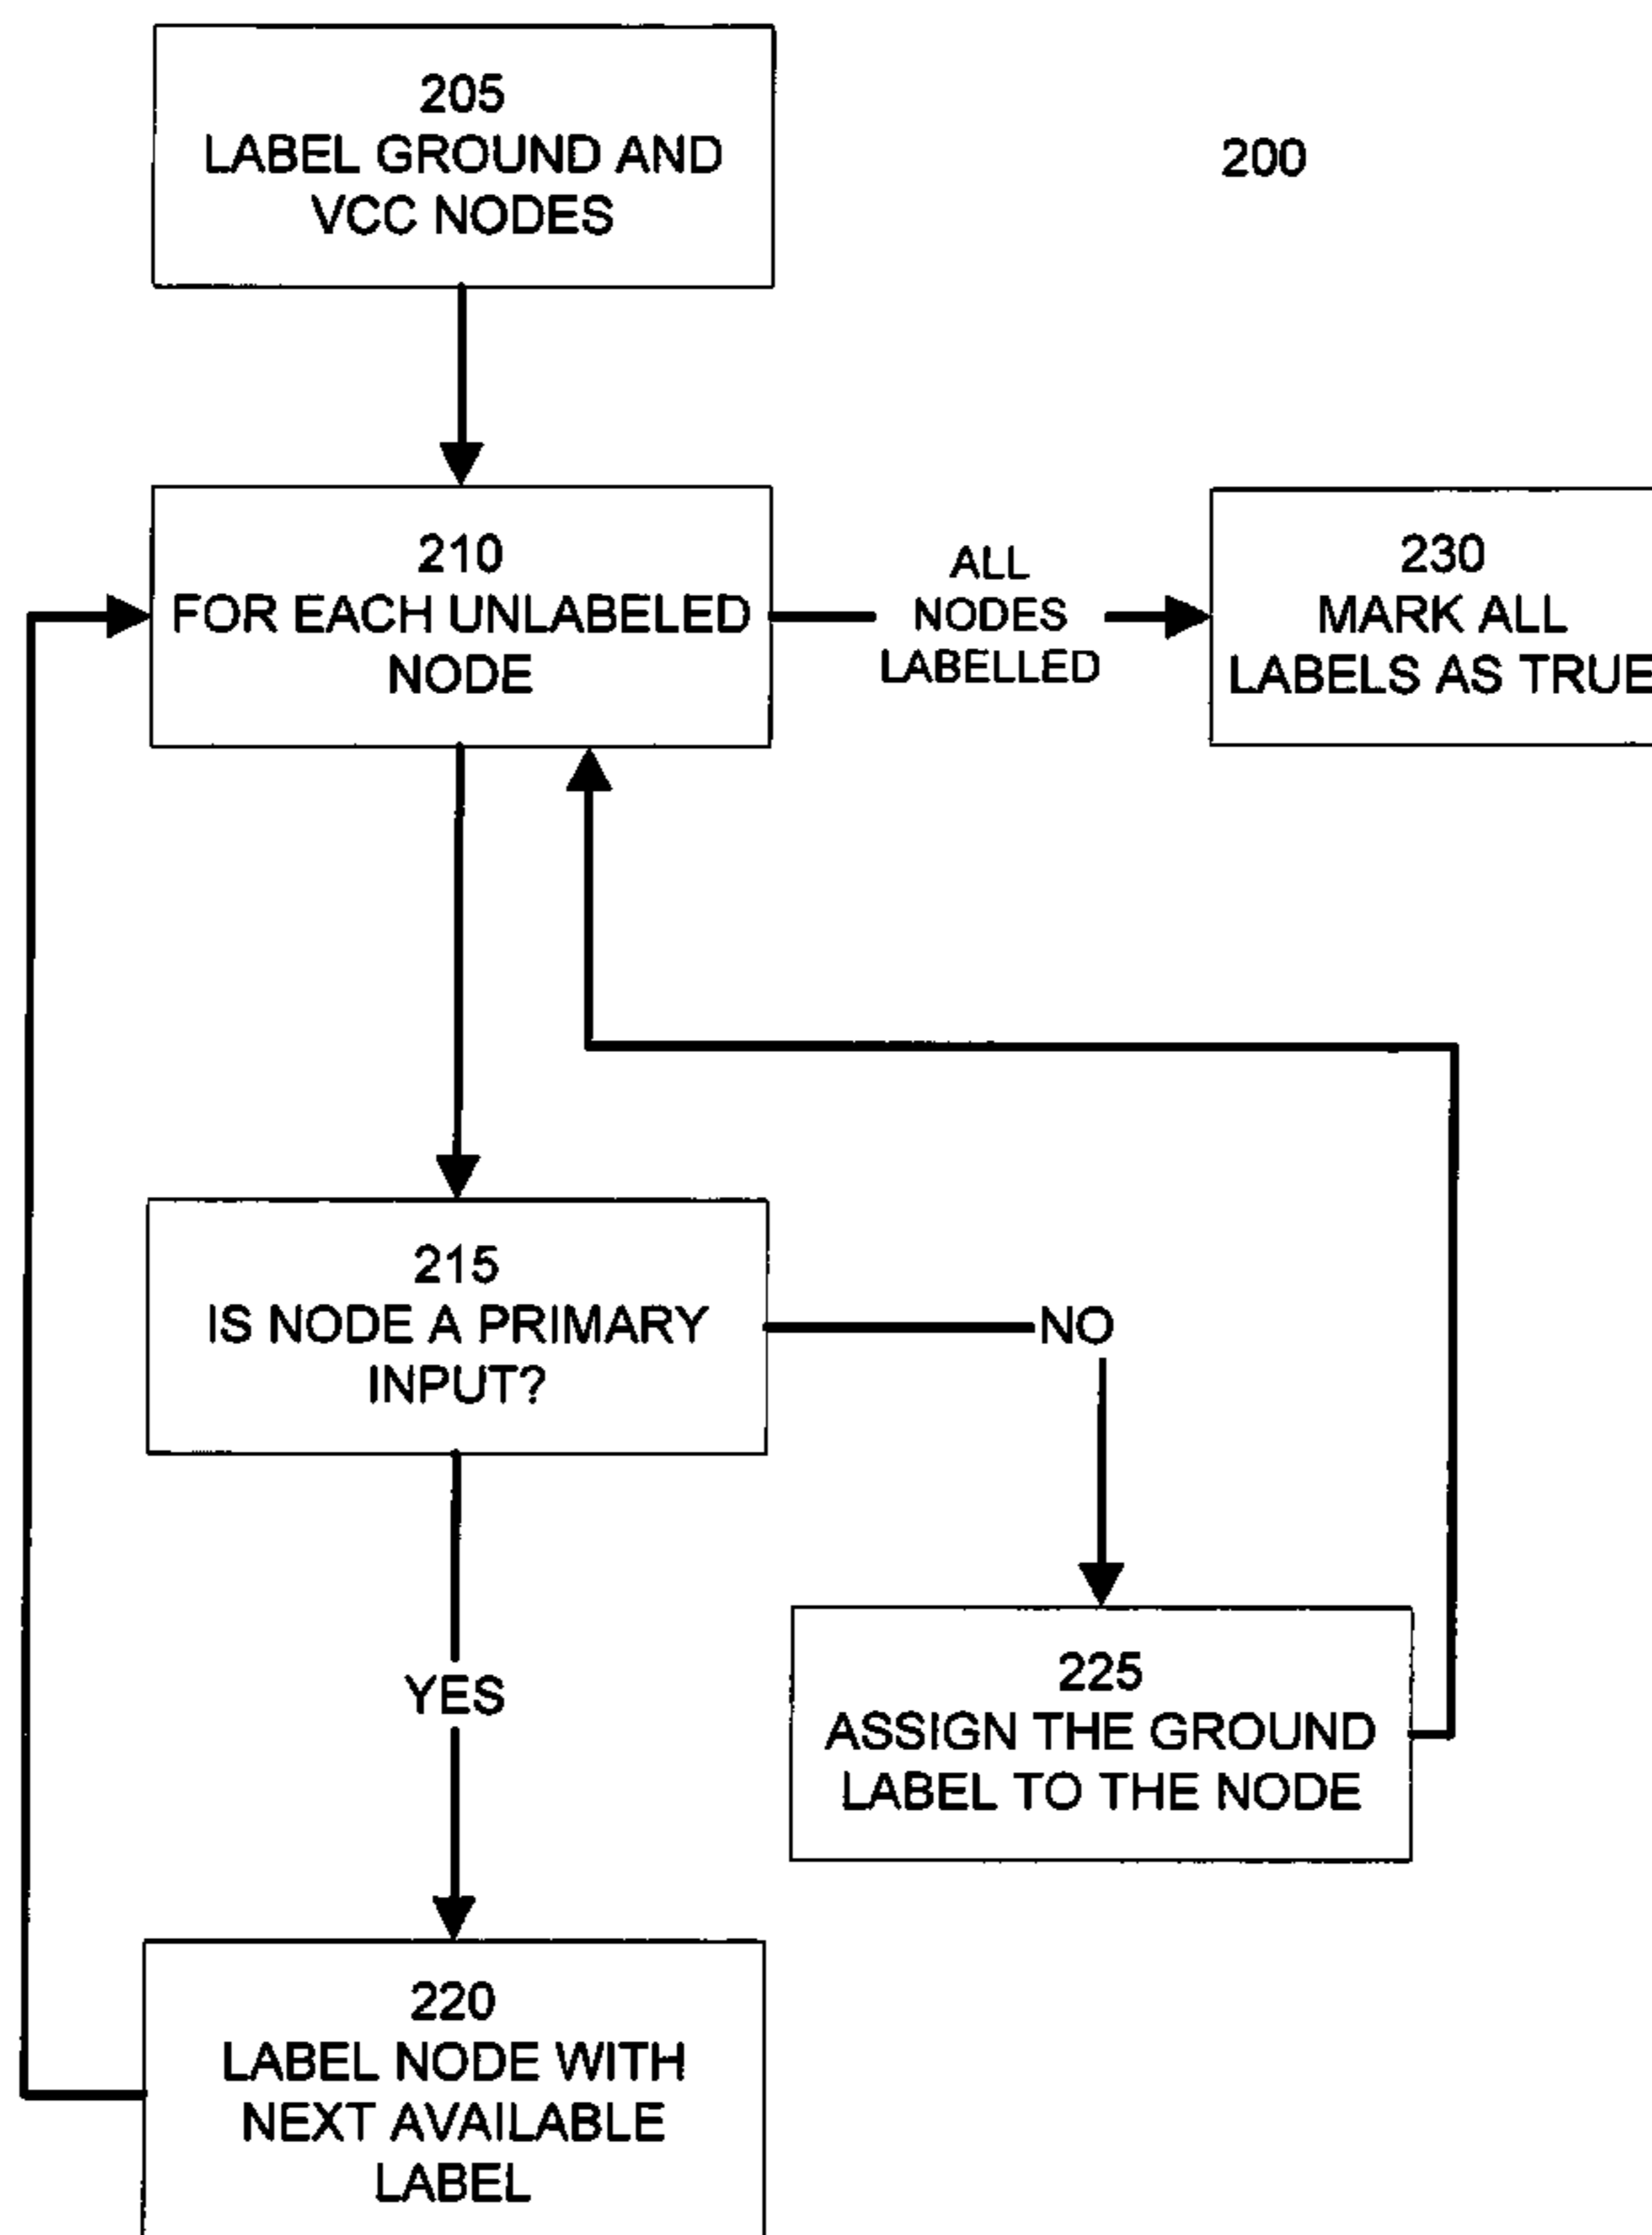 205
LABEL GROUND AND
VCC NODES
200
210
FOR EACH UNLABELED
NODE
ALL
NODES
LABELLED
230
MARK ALL
LABELS AS TRUE
215
IS NODE A PRIMARY
INPUT?
NO
YES
225
ASSIGN THE GROUND
LABEL TO THE NODE
220
LABEL NODE WITH
NEXT AVAILABLE
LABEL